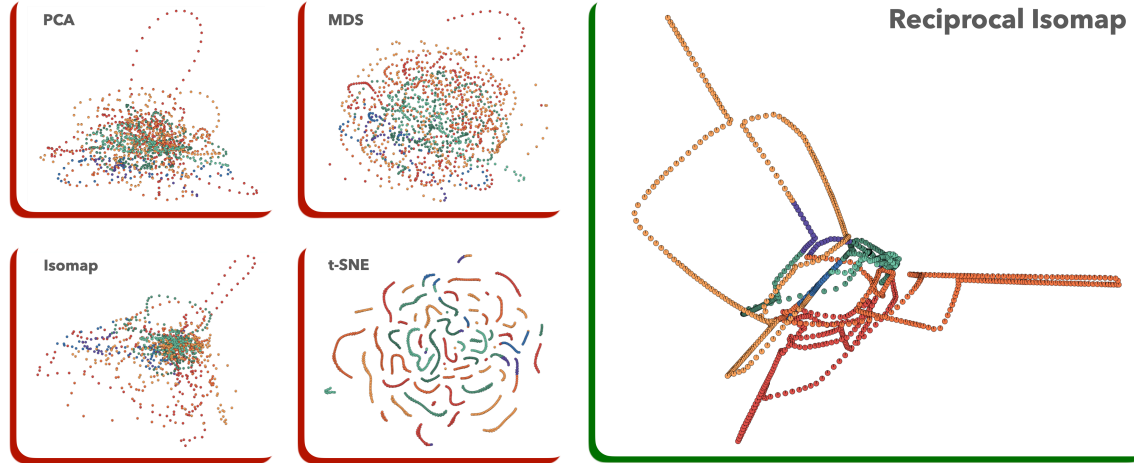 PCA
MDS
Reciprocal Isomap
Isomap
t-SNE